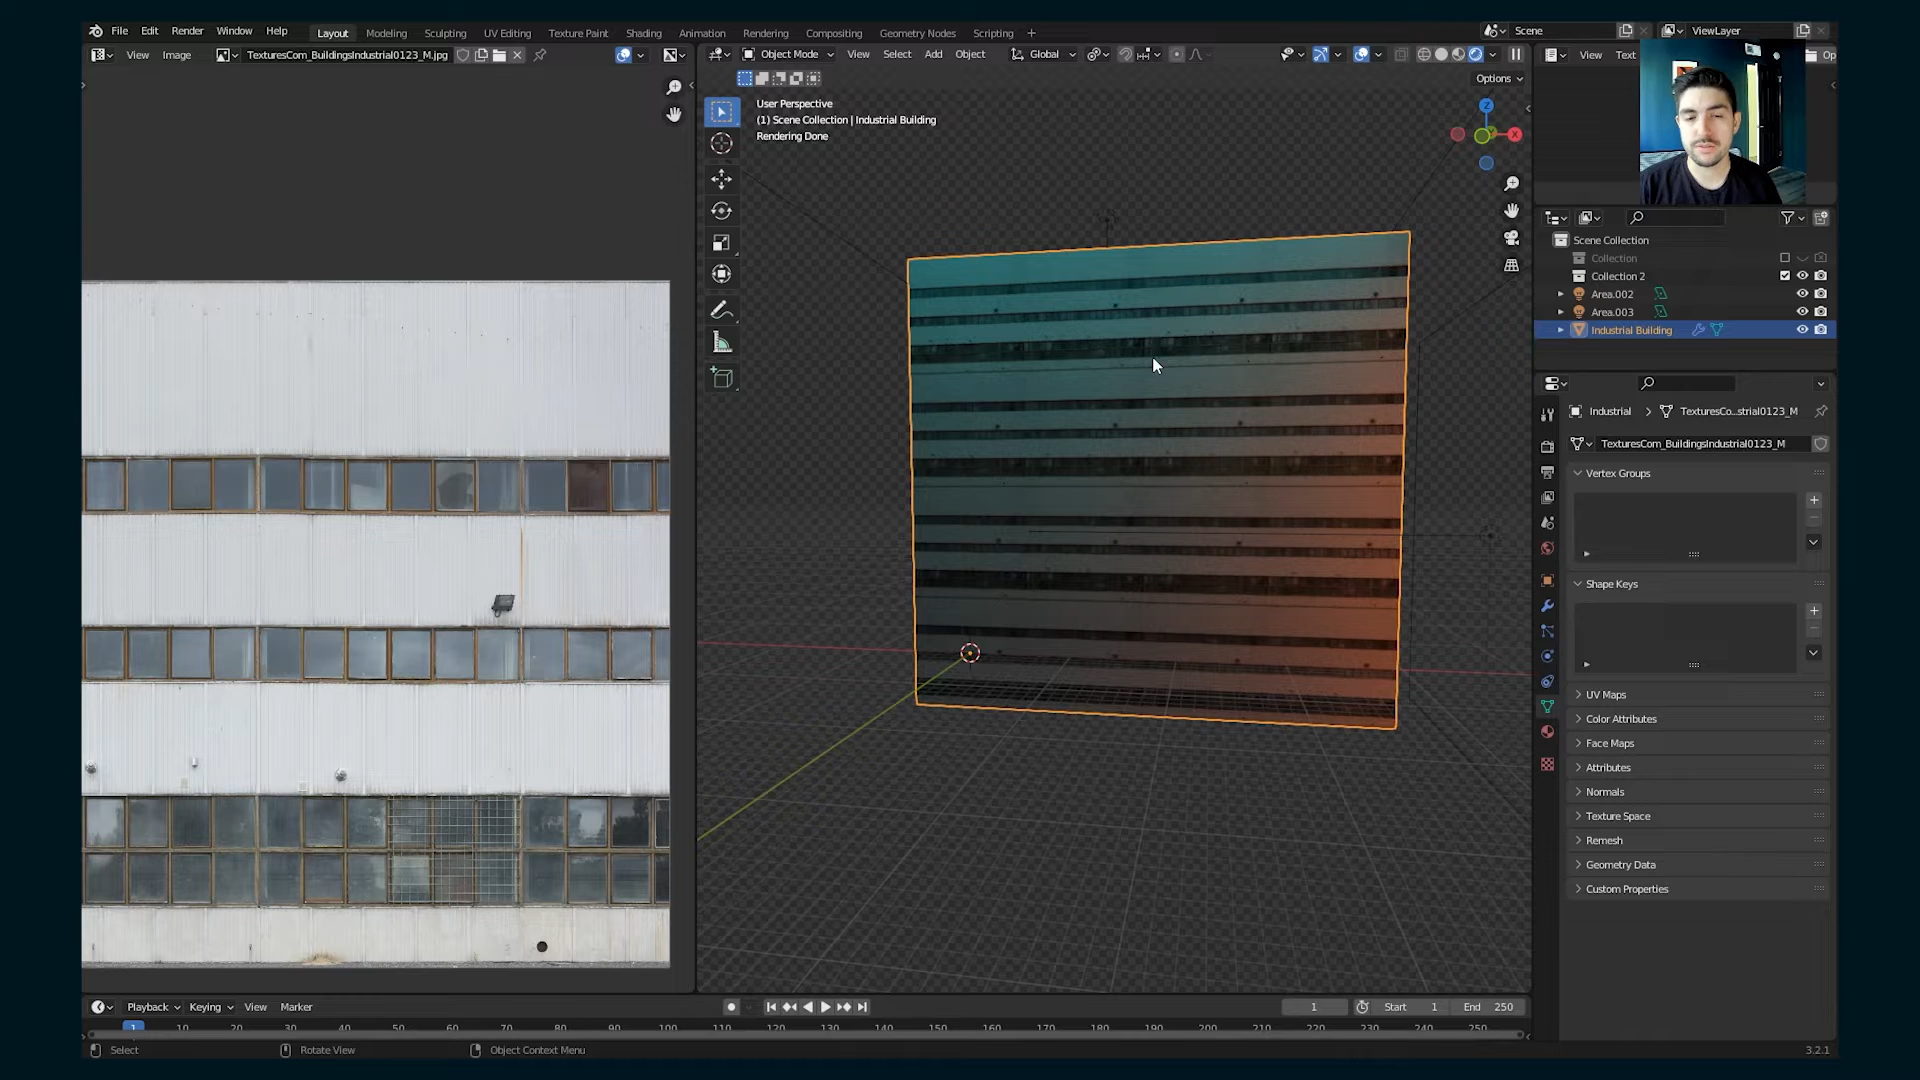 File Edit Render Window Help Layout Modeling Sculpting UV Editing Texture Paint Shading Animation Rendering Compositing Geometry Nodes Scripting + Scene ViewLayer
View Image TexturesCom_BuildingsIndustrial0123_M.jpg Object Mode View Select Add Object Global View Text Op
Options
User Perspective
(1) Scene Collection | Industrial Building
Rendering Done
Z
X
Scene Collection
Collection
Collection 2
Area.002
Area.003
Industrial Building
Industrial > TexturesCo...strial0123_M
TexturesCom_BuildingsIndustrial0123_M
Vertex Groups
Shape Keys
UV Maps
Color Attributes
Face Maps
Attributes
Normals
Texture Space
Remesh
Geometry Data
Custom Properties
Playback Keying View Marker 1 Start 1 End 250
1 10 20 30 40 50 60 70 80 90 100 110 120 130 140 150 160 170 180 190 200 210 220 230 240 250
Select Rotate View Object Context Menu 3.2.1